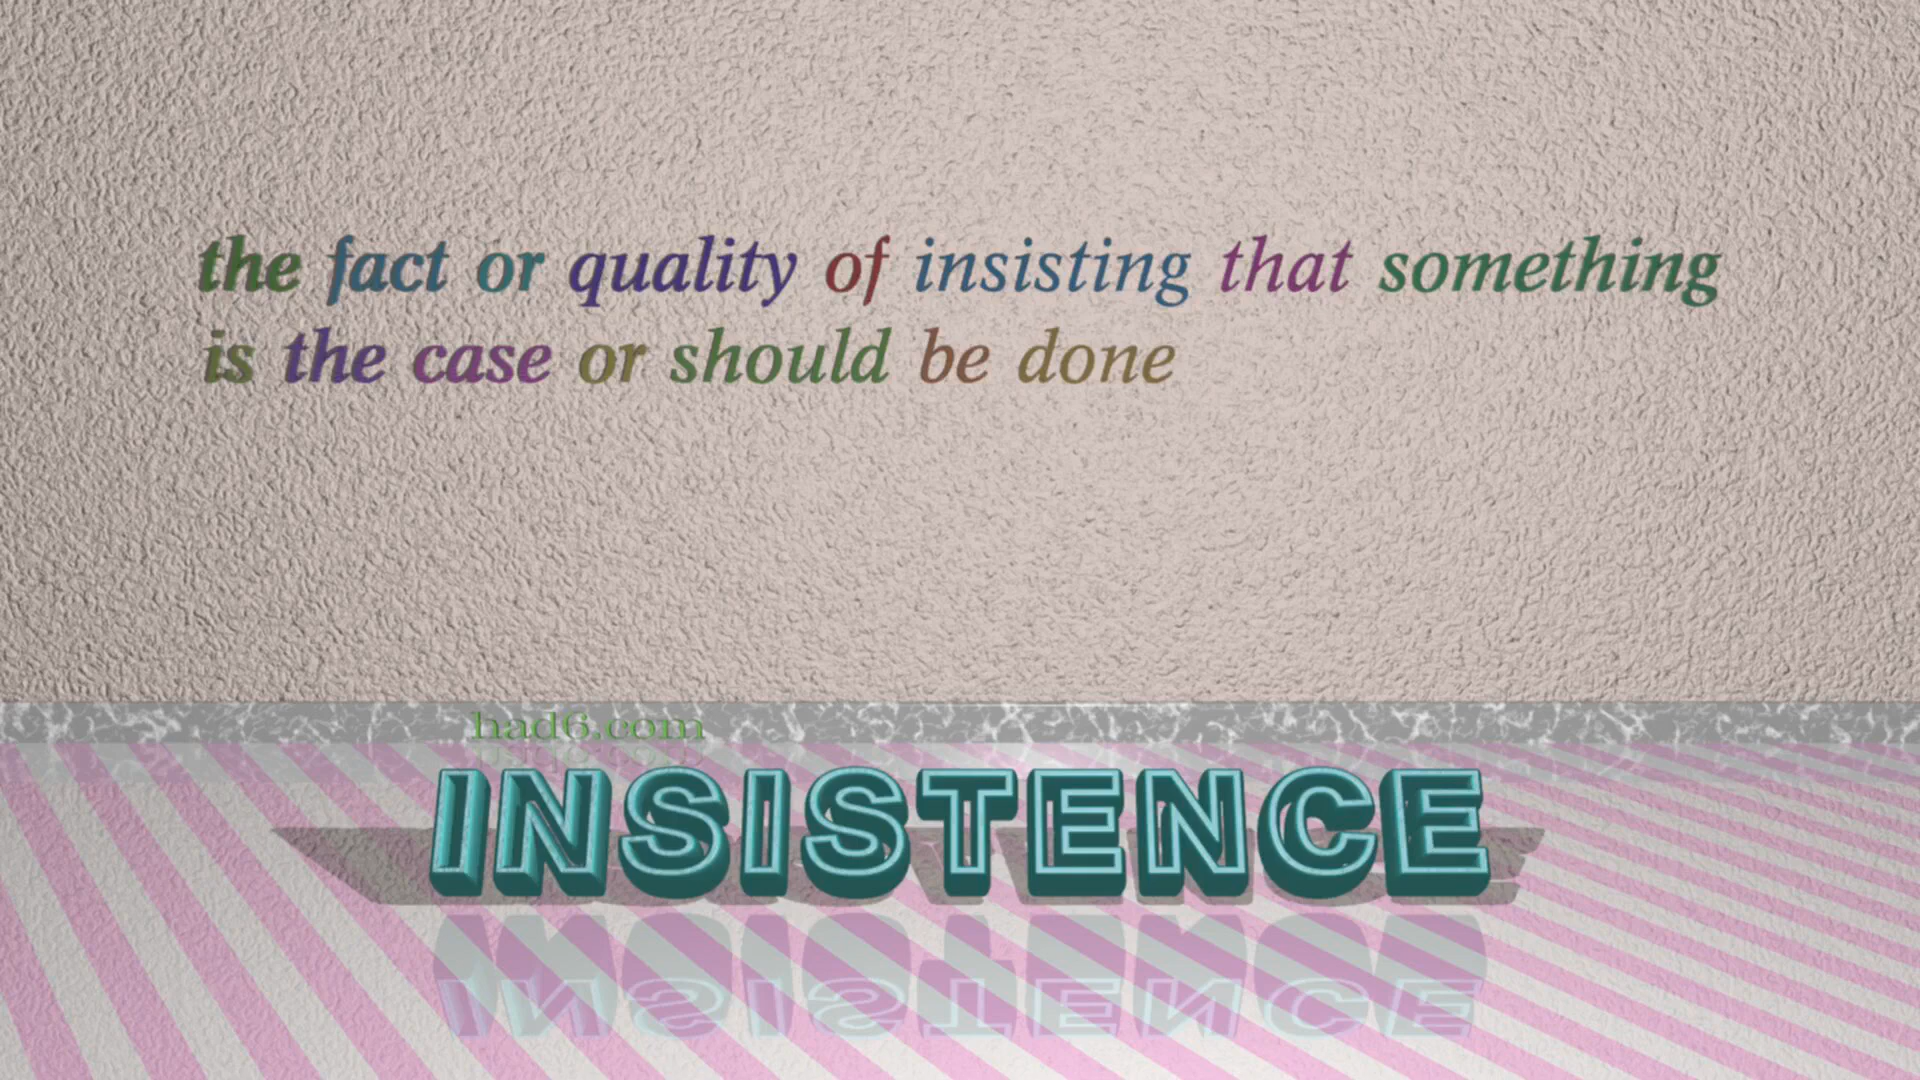 the fact or quality of insisting that something
is the case or should be done
had6.com
INSISTENCE